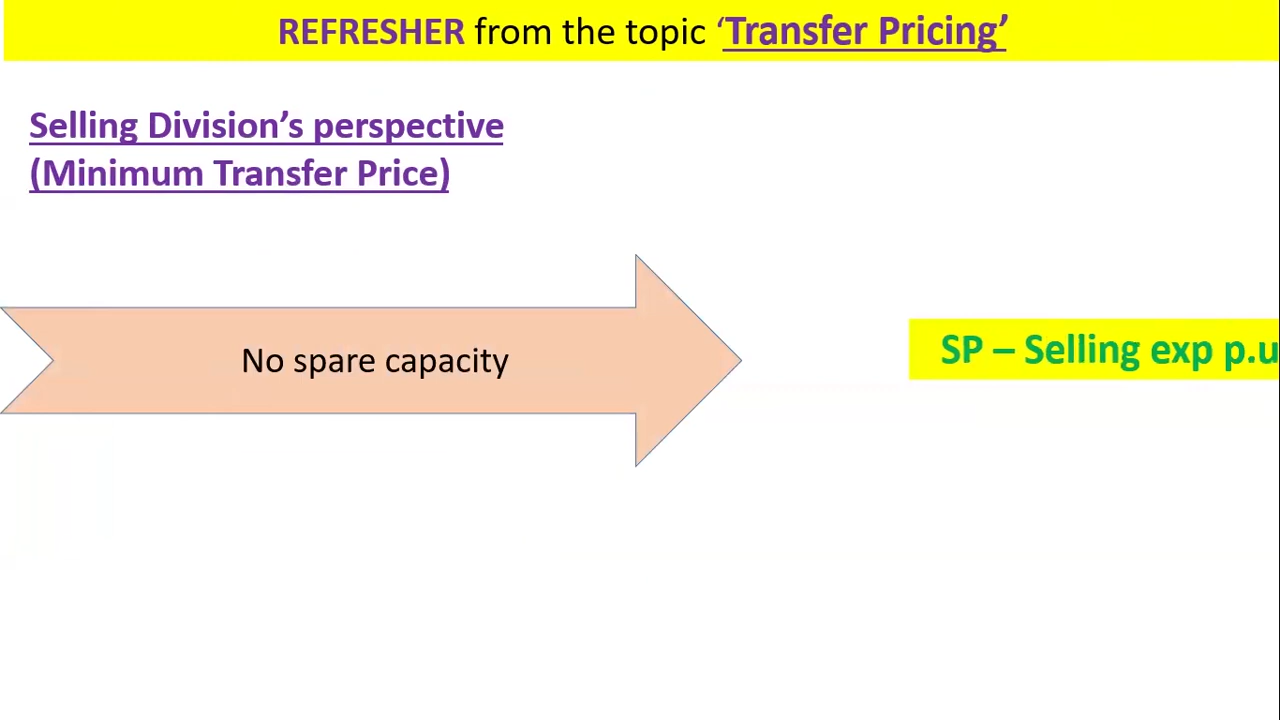 REFRESHER from the topic ‘Transfer Pricing’
Selling Division’s perspective
(Minimum Transfer Price)
No spare capacity
SP – Selling exp p.u